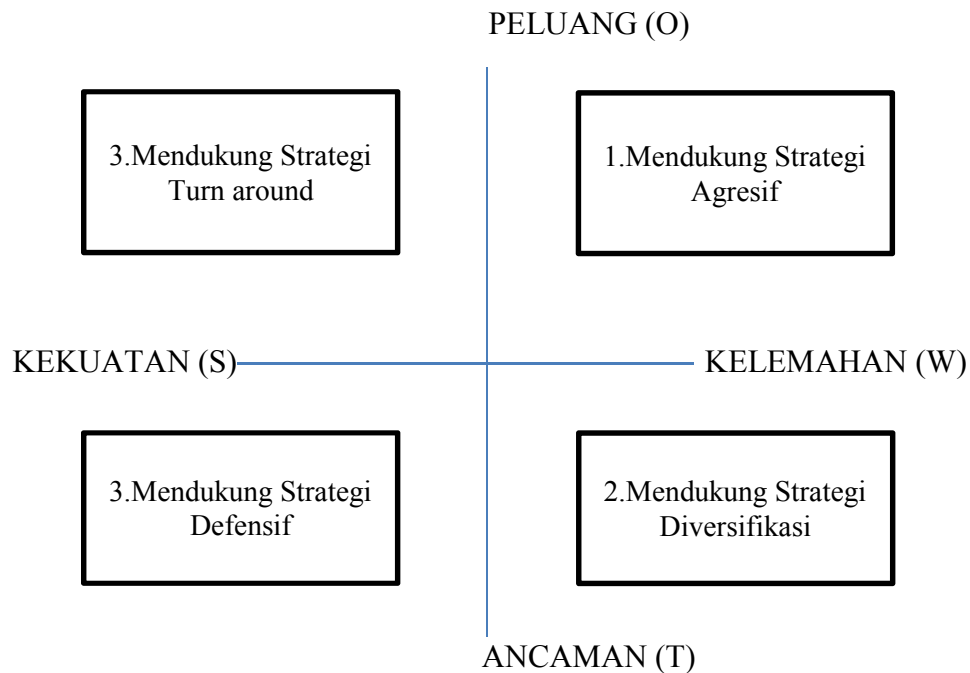 PELUANG (O)
3.Mendukung Strategi
Turn around
1.Mendukung Strategi
Agresif
KEKUATAN (S)
KELEMAHAN (W)
3.Mendukung Strategi
Defensif
2.Mendukung Strategi
Diversifikasi
ANCAMAN (T)